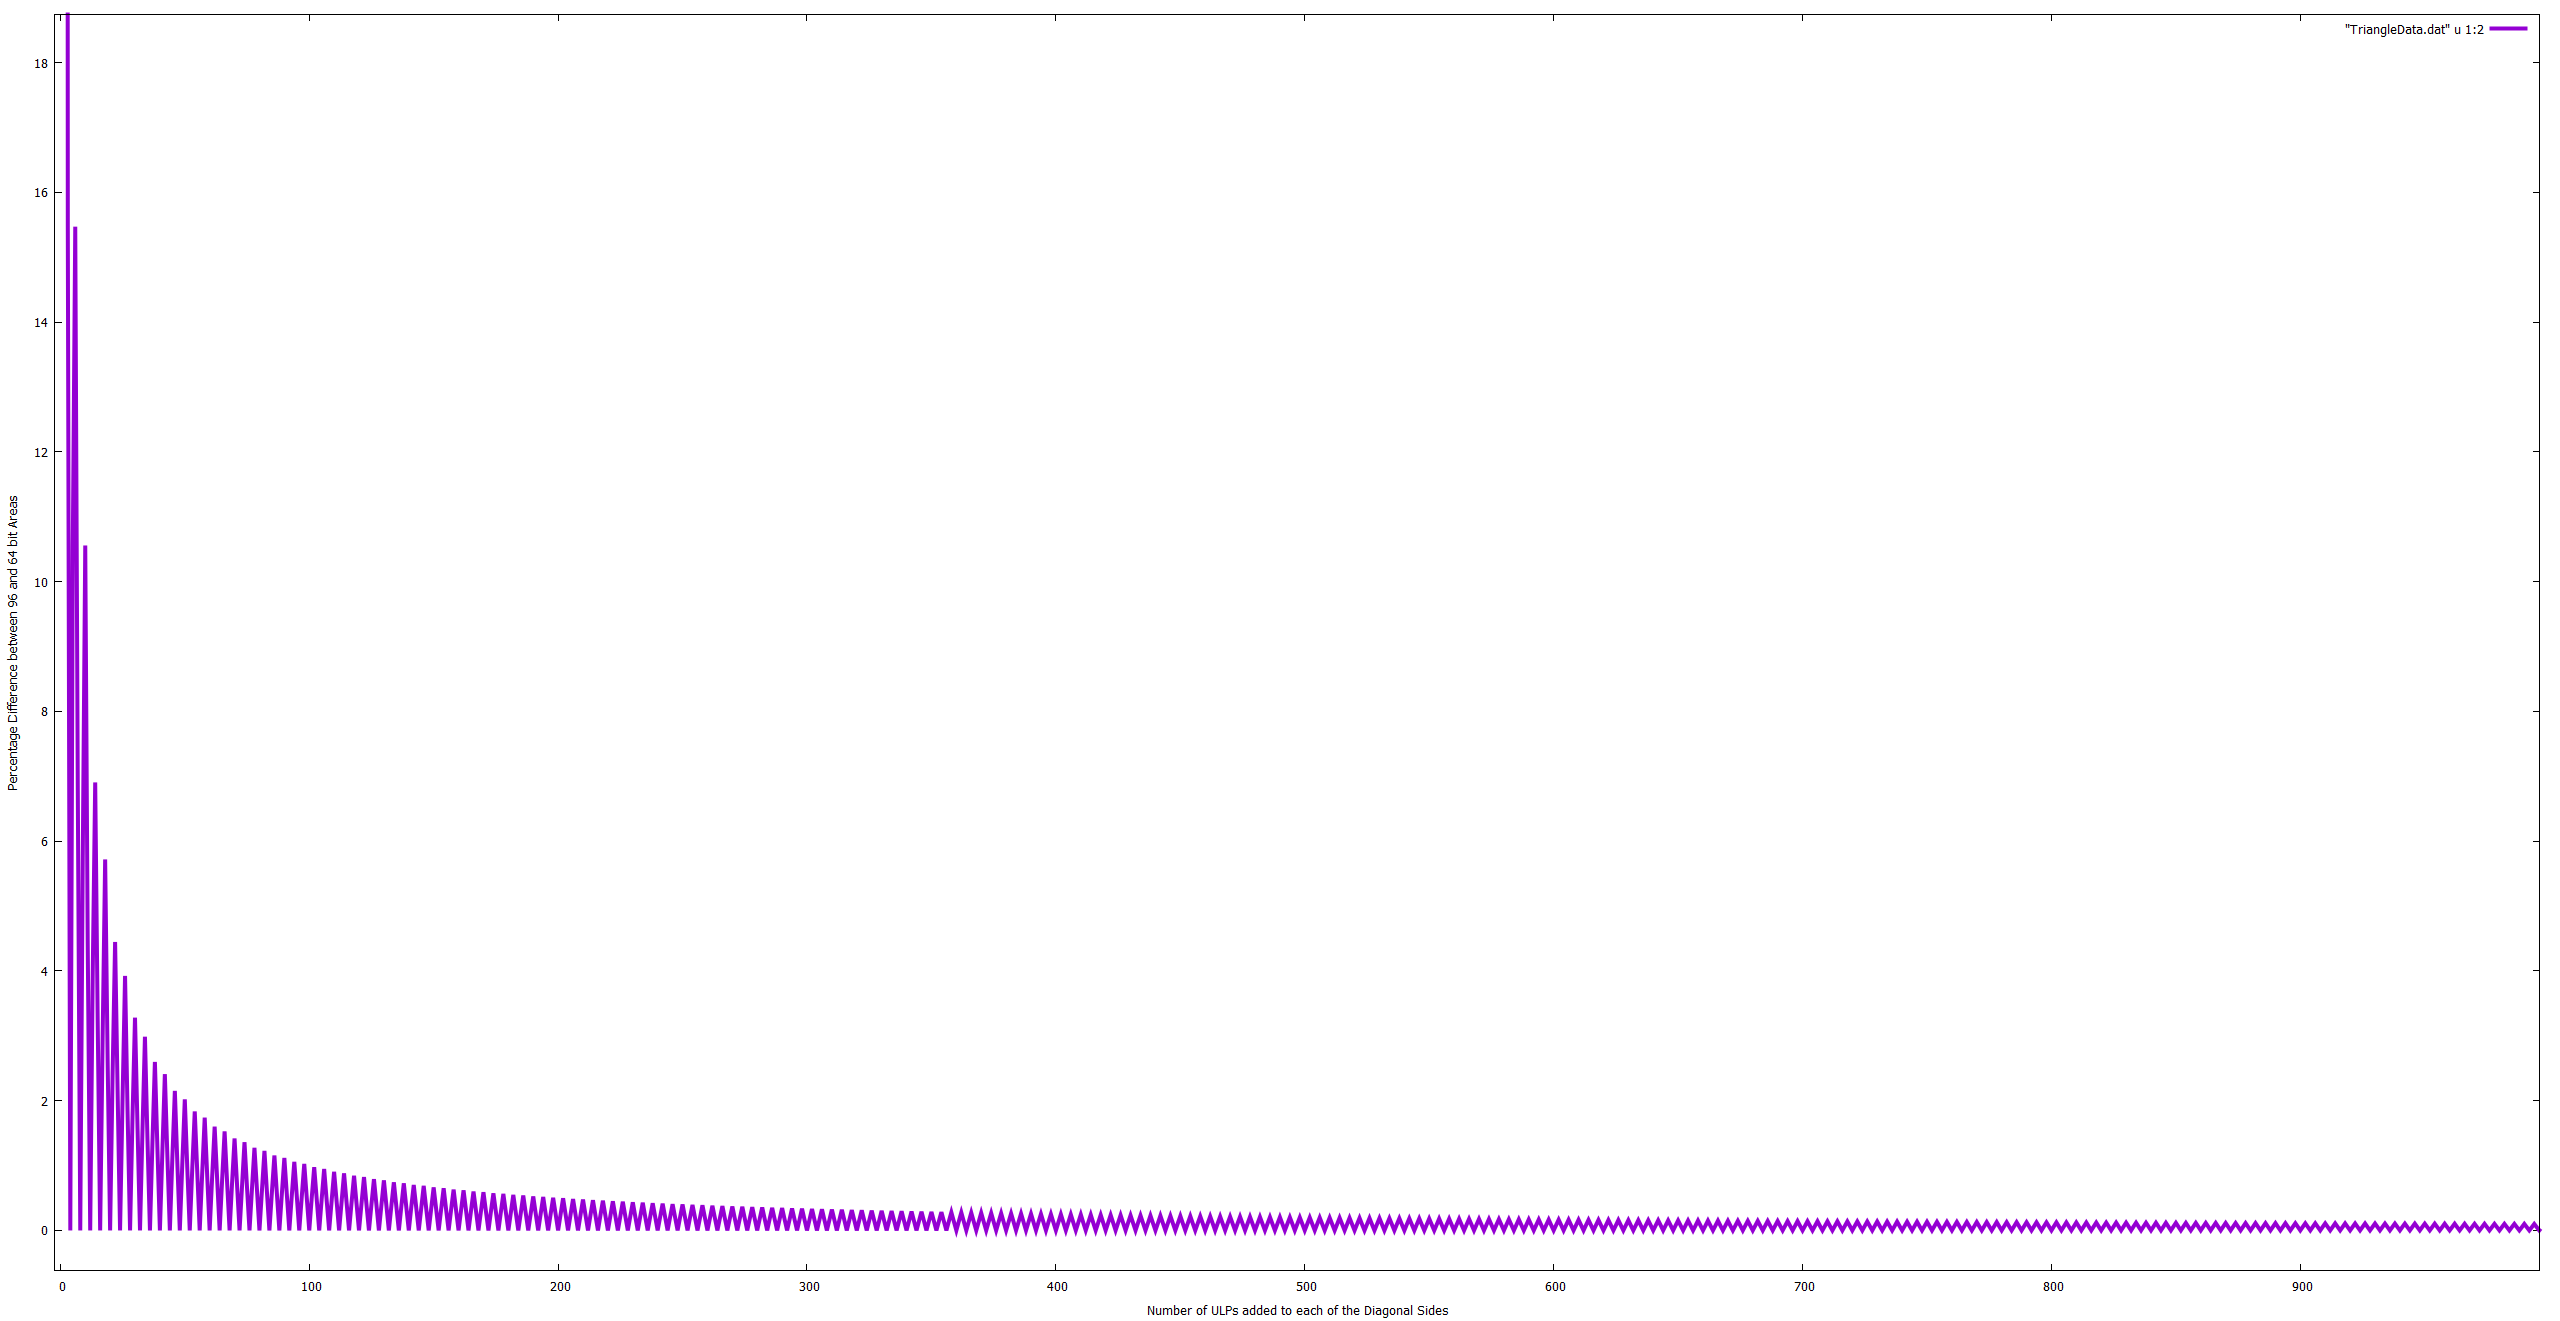 "TriangleData.dat" u 1:2
18
16
14
12
10
8
6
4
2
0
Percentage Difference between 96 and 64 bit Areas
0 100 200 300 400 500 600 700 800 900
Number of ULPs added to each of the Diagonal Sides